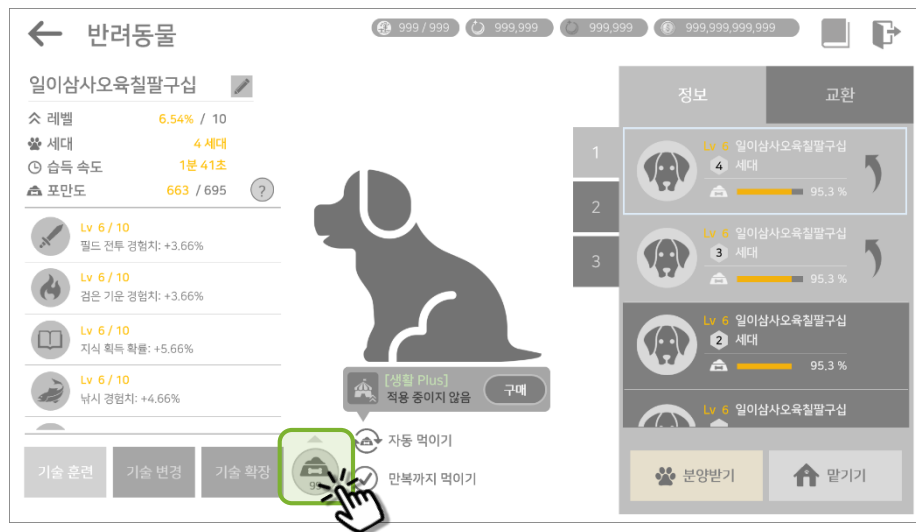 반려동물
999 / 999
999,999
999,999
999,999,999,999
일이삼사오육칠팔구십
레벨 6.54% / 10
세대 4 세대
습득 속도 1분 41초
포만도 663 / 695 ?
Lv 6 / 10
필드 전투 경험치: +3.66%
Lv 6 / 10
검은 기운 경험치: +3.66%
Lv 6 / 10
지식 획득 확률: +5.66%
Lv 6 / 10
낚시 경험치: +4.66%
기술 훈련
기술 변경
기술 확장
99
[생활 Plus]
적용 중이지 않음
구매
자동 먹이기
만복까지 먹이기
1
2
3
정보
교환
Lv 6 일이삼사오육칠팔구십
4 세대
95.3 %
Lv 6 일이삼사오육칠팔구십
3 세대
95.3 %
Lv 6 일이삼사오육칠팔구십
2 세대
95.3 %
Lv 6 일이삼사오육칠팔구십
분양받기
맡기기